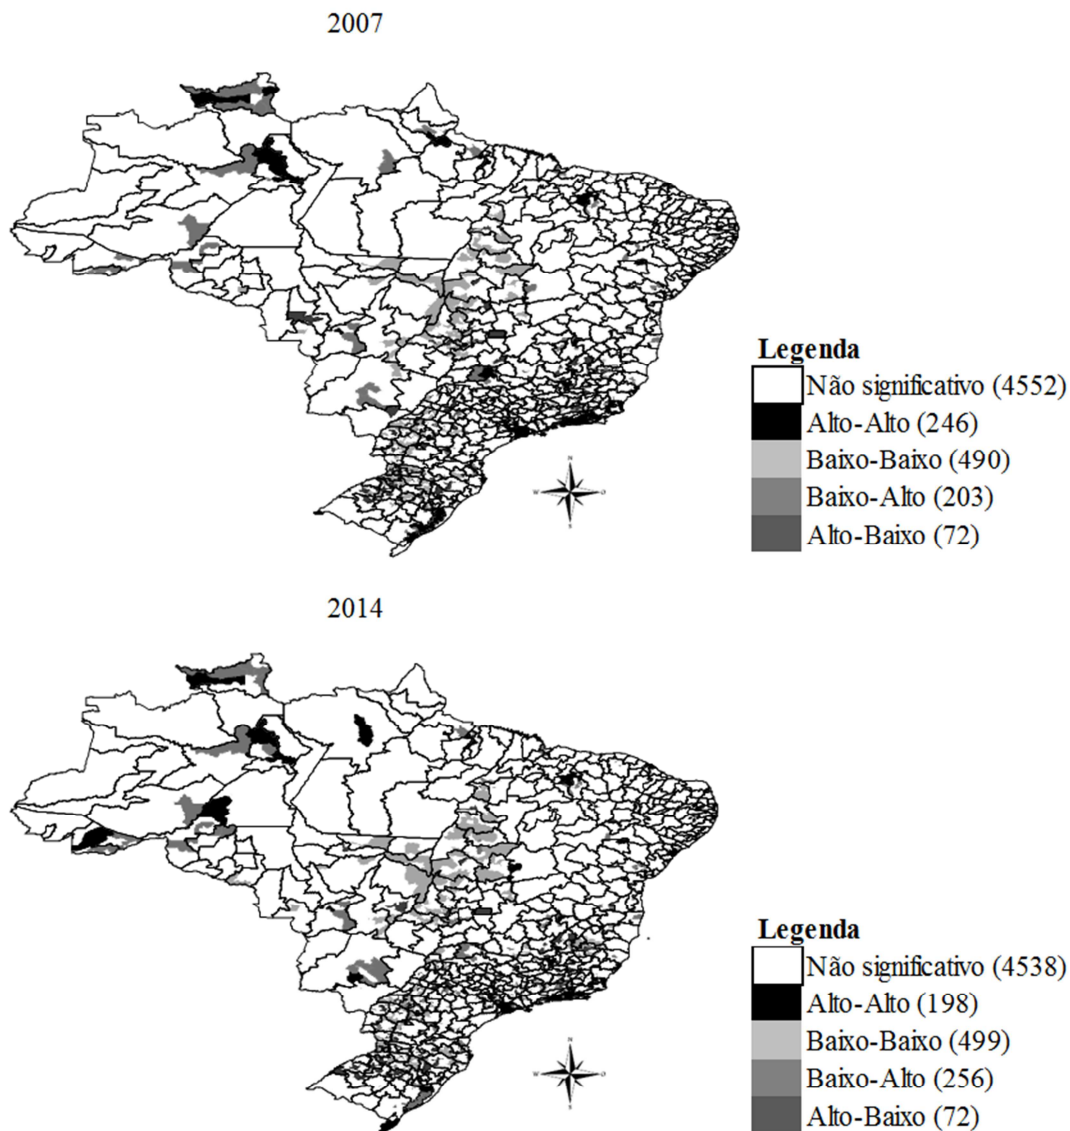 2007
Legenda
Não significativo (4552)
Alto-Alto (246)
Baixo-Baixo (490)
Baixo-Alto (203)
Alto-Baixo (72)
2014
Legenda
Não significativo (4538)
Alto-Alto (198)
Baixo-Baixo (499)
Baixo-Alto (256)
Alto-Baixo (72)